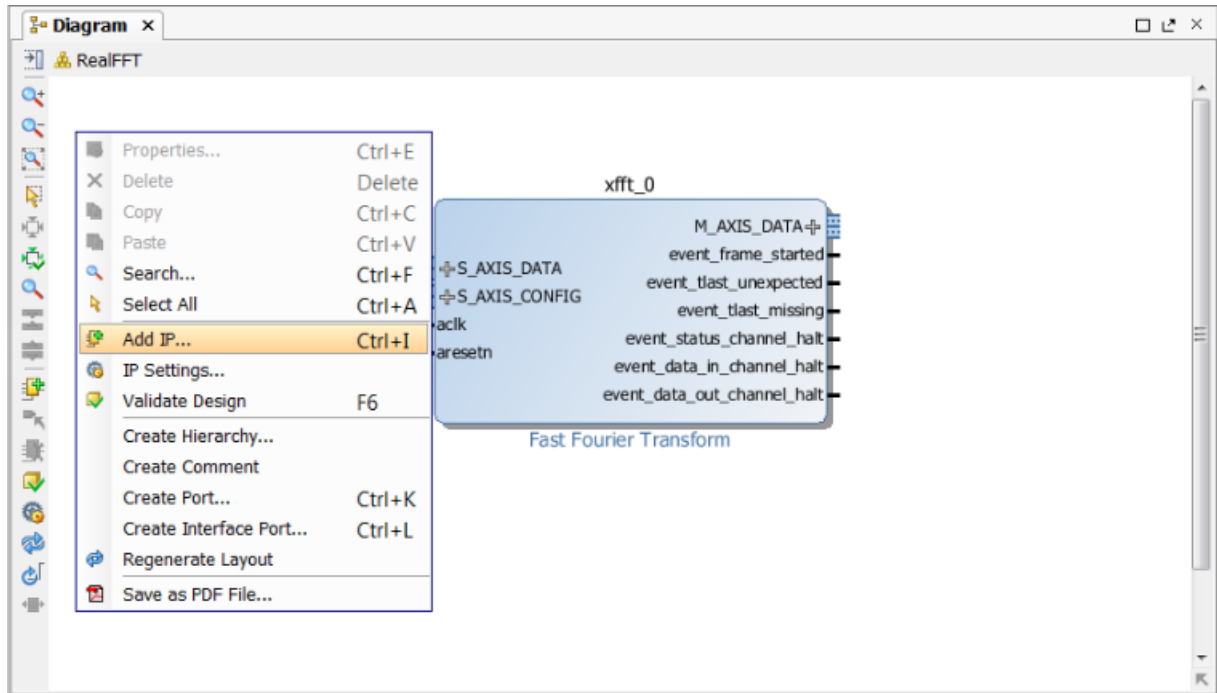 Diagram
RealFFT
Properties... Ctrl+E
Delete Delete
Copy Ctrl+C
Paste Ctrl+V
Search... Ctrl+F
Select All Ctrl+A
Add IP... Ctrl+I
IP Settings...
Validate Design F6
Create Hierarchy...
Create Comment
Create Port... Ctrl+K
Create Interface Port... Ctrl+L
Regenerate Layout
Save as PDF File...
xfft_0
S_AXIS_DATA
S_AXIS_CONFIG
aclk
aresetn
M_AXIS_DATA
event_frame_started
event_tlast_unexpected
event_tlast_missing
event_status_channel_halt
event_data_in_channel_halt
event_data_out_channel_halt
Fast Fourier Transform